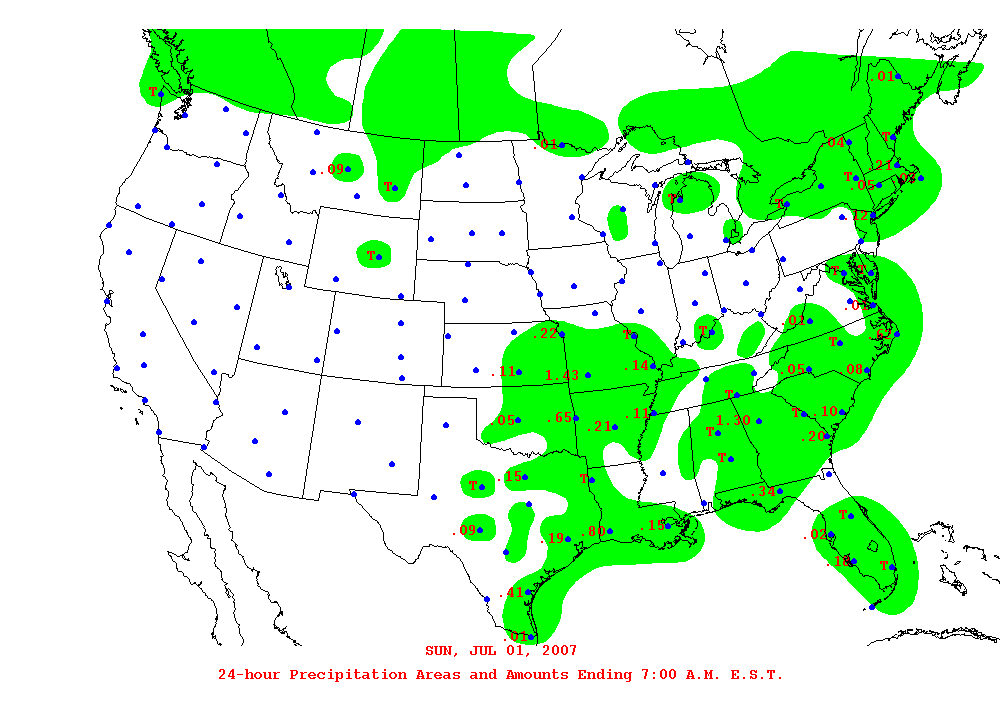 .01
T
.04
T
.01
.21
.09
T
.05
T
T
T
.12
T
T
.22
T
.01
T
.14
T
.11
1.43
.05
.08
T
.05
.65
.11
T
.10
1.30
.21
T
.20
T
.15
T
T
.34
.09
.15
T
.19
.80
.02
.18
T
.41
.01
SUN, JUL 01, 2007
24-hour Precipitation Areas and Amounts Ending 7:00 A.M. E.S.T.